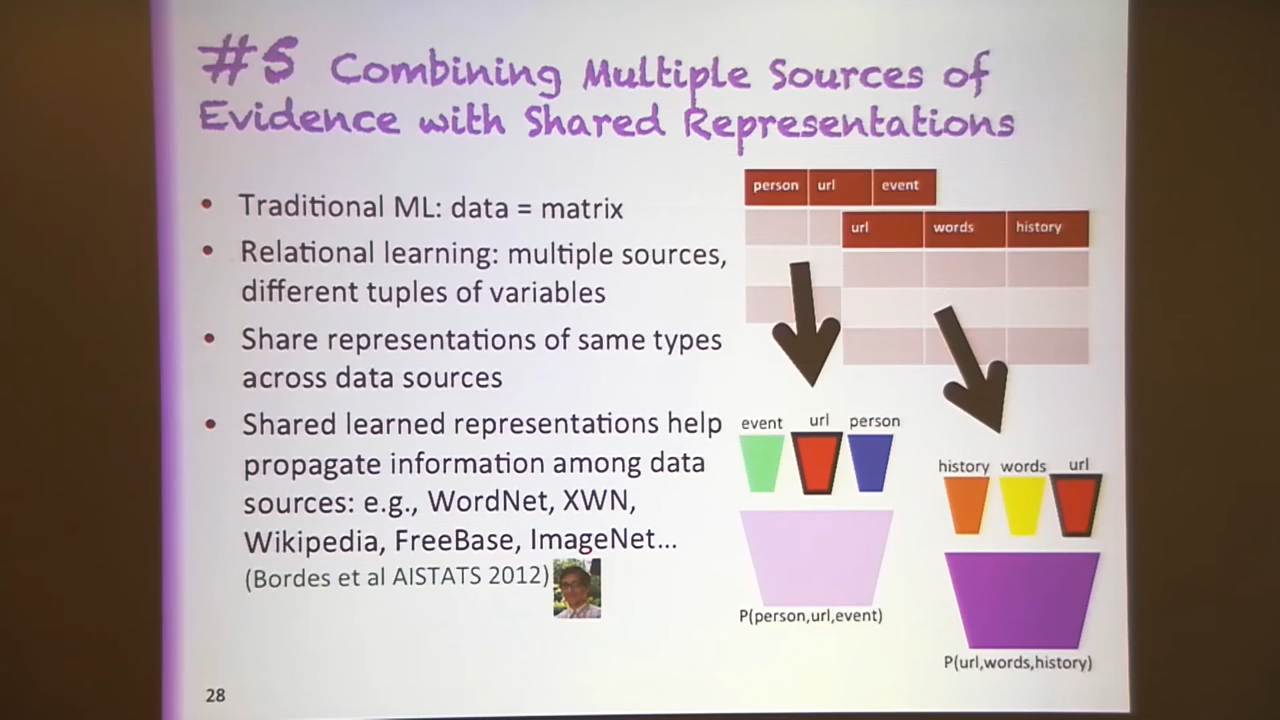 #5 Combining Multiple Sources of
Evidence with Shared Representations
• Traditional ML: data = matrix
• Relational learning: multiple sources,
different tuples of variables
• Share representations of same types
across data sources
• Shared learned representations help
propagate information among data
sources: e.g., WordNet, XWN,
Wikipedia, FreeBase, ImageNet...
(Bordes et al AISTATS 2012)
person url event
url words history
event url person
P(person,url,event)
history words url
P(url,words,history)
28